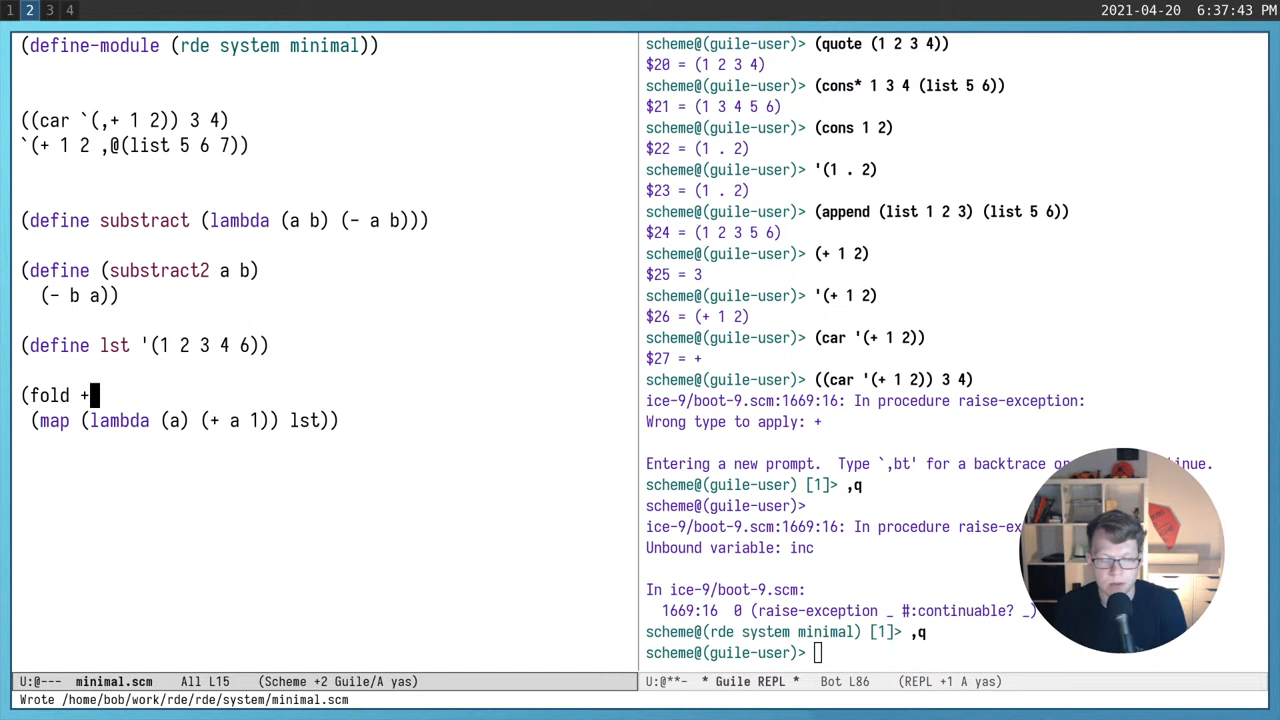 1 2 3 4
2021-04-20 6:37:43 PM
(define-module (rde system minimal))
((car `(,+ 1 2)) 3 4)
`(+ 1 2 ,@(list 5 6 7))
(define substract (lambda (a b) (- a b)))
(define (substract2 a b)
(- b a))
(define lst '(1 2 3 4 6))
(fold +
(map (lambda (a) (+ a 1)) lst))
U:@--- minimal.scm All L15 (Scheme +2 Guile/A yas)
Wrote /home/bob/work/rde/rde/system/minimal.scm
scheme@(guile-user)> (quote (1 2 3 4))
$20 = (1 2 3 4)
scheme@(guile-user)> (cons* 1 3 4 (list 5 6))
$21 = (1 3 4 5 6)
scheme@(guile-user)> (cons 1 2)
$22 = (1 . 2)
scheme@(guile-user)> '(1 . 2)
$23 = (1 . 2)
scheme@(guile-user)> (append (list 1 2 3) (list 5 6))
$24 = (1 2 3 5 6)
scheme@(guile-user)> (+ 1 2)
$25 = 3
scheme@(guile-user)> '(+ 1 2)
$26 = (+ 1 2)
scheme@(guile-user)> (car '(+ 1 2))
$27 = +
scheme@(guile-user)> ((car '(+ 1 2)) 3 4)
ice-9/boot-9.scm:1669:16: In procedure raise-exception:
Wrong type to apply: +
Entering a new prompt. Type `,bt' for a backtrace or
scheme@(guile-user) [1]> ,q
scheme@(guile-user)>
ice-9/boot-9.scm:1669:16: In procedure raise-ex
Unbound variable: inc
In ice-9/boot-9.scm:
1669:16 0 (raise-exception _ #:continuable? _)
scheme@(rde system minimal) [1]> ,q
scheme@(guile-user)>
U:@**- * Guile REPL * Bot L86 (REPL +1 A yas)